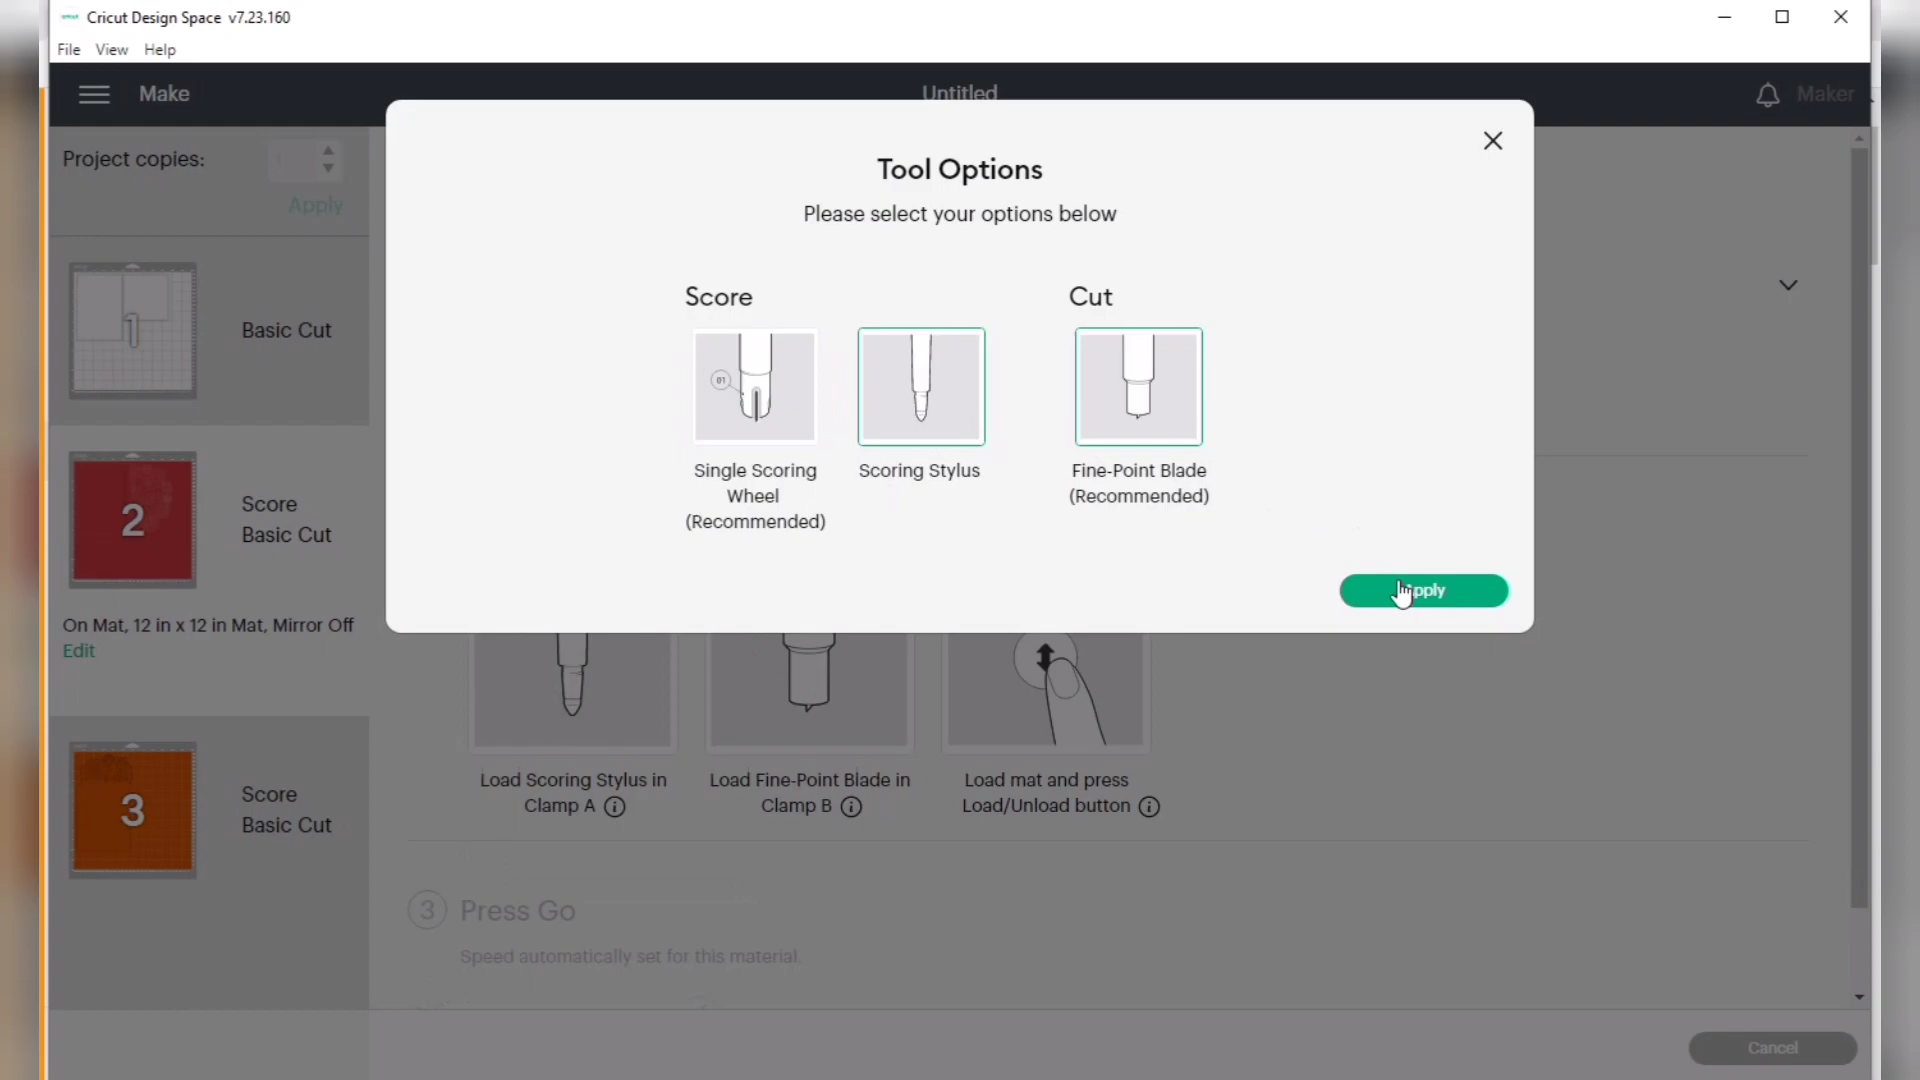 Cricut Design Space v7.23.160
File View Help
Make
Untitled
Maker
Project copies:
1
Apply
1
Basic Cut
2
Score
Basic Cut
On Mat, 12 in x 12 in Mat, Mirror Off
Edit
3
Score
Basic Cut
Tool Options
Please select your options below
Score
Cut
01
Single Scoring
Wheel
(Recommended)
Scoring Stylus
Fine-Point Blade
(Recommended)
Apply
Load Scoring Stylus in
Clamp A
Load Fine-Point Blade in
Clamp B
Load mat and press
Load/Unload button
3 Press Go
Speed automatically set for this material.
Cancel